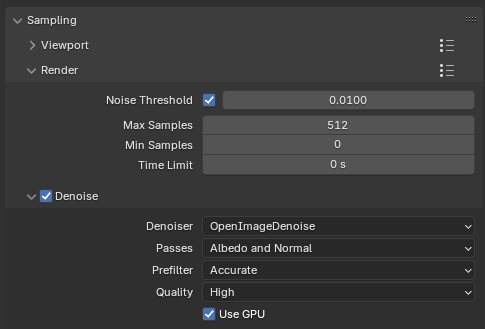 Sampling
Viewport
Render
Noise Threshold 0.0100
Max Samples 512
Min Samples 0
Time Limit 0 s
Denoise
Denoiser OpenImageDenoise
Passes Albedo and Normal
Prefilter Accurate
Quality High
Use GPU